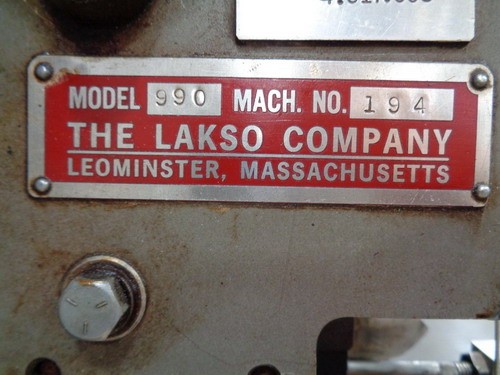 MODEL 990 MACH. NO. 194
THE LAKSO COMPANY
LEOMINSTER, MASSACHUSETTS